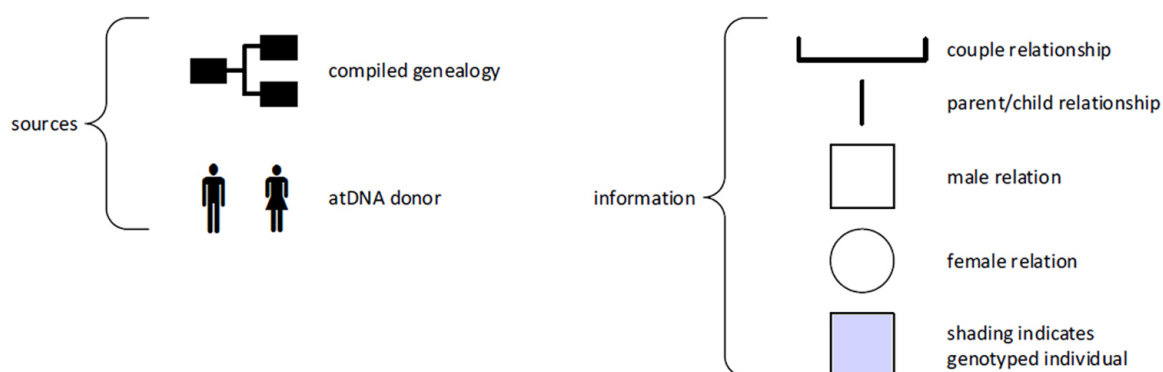 sources
compiled genealogy
atDNA donor
information
couple relationship
parent/child relationship
male relation
female relation
shading indicates
genotyped individual